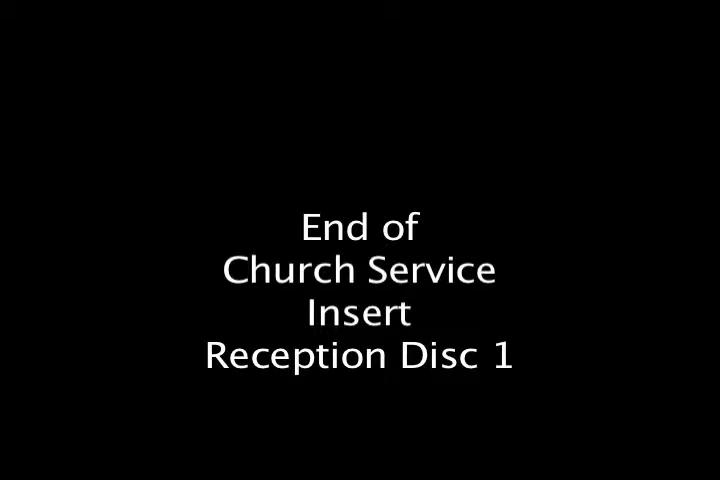 End of
Church Service
Insert
Reception Disc 1